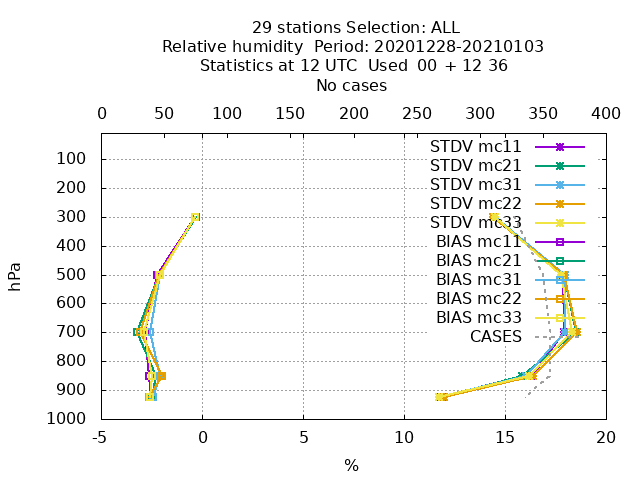 29 stations Selection: ALL
Relative humidity  Period: 20201228-20210103
Statistics at 12 UTC  Used  00 + 12 36
No cases
0 50 100 150 200 250 300 350 400
100
200
300
400
500
600
700
800
900
1000
hPa
STDV mc11
STDV mc21
STDV mc31
STDV mc22
STDV mc33
BIAS mc11
BIAS mc21
BIAS mc31
BIAS mc22
BIAS mc33
CASES
-5 0 5 10 15 20
%